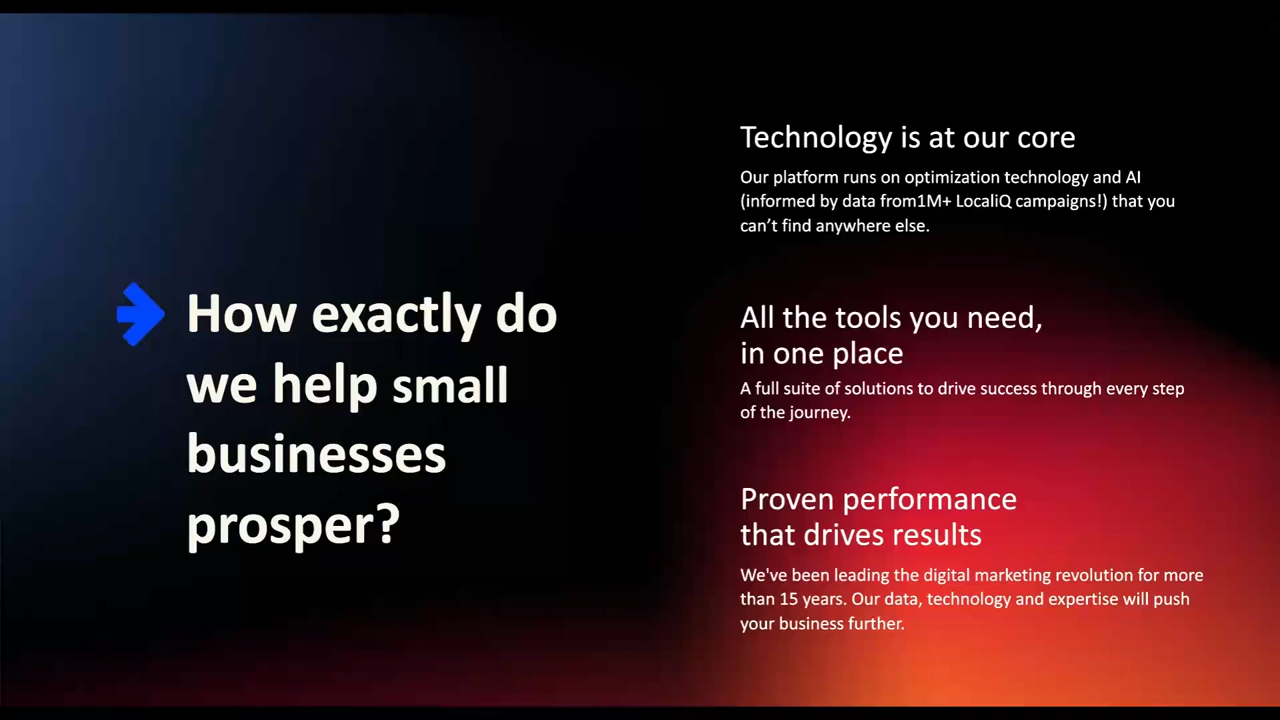 How exactly do
we help small
businesses
prosper?
Technology is at our core
Our platform runs on optimization technology and AI
(informed by data from1M+ LocaliQ campaigns!) that you
can’t find anywhere else.
All the tools you need,
in one place
A full suite of solutions to drive success through every step
of the journey.
Proven performance
that drives results
We've been leading the digital marketing revolution for more
than 15 years. Our data, technology and expertise will push
your business further.